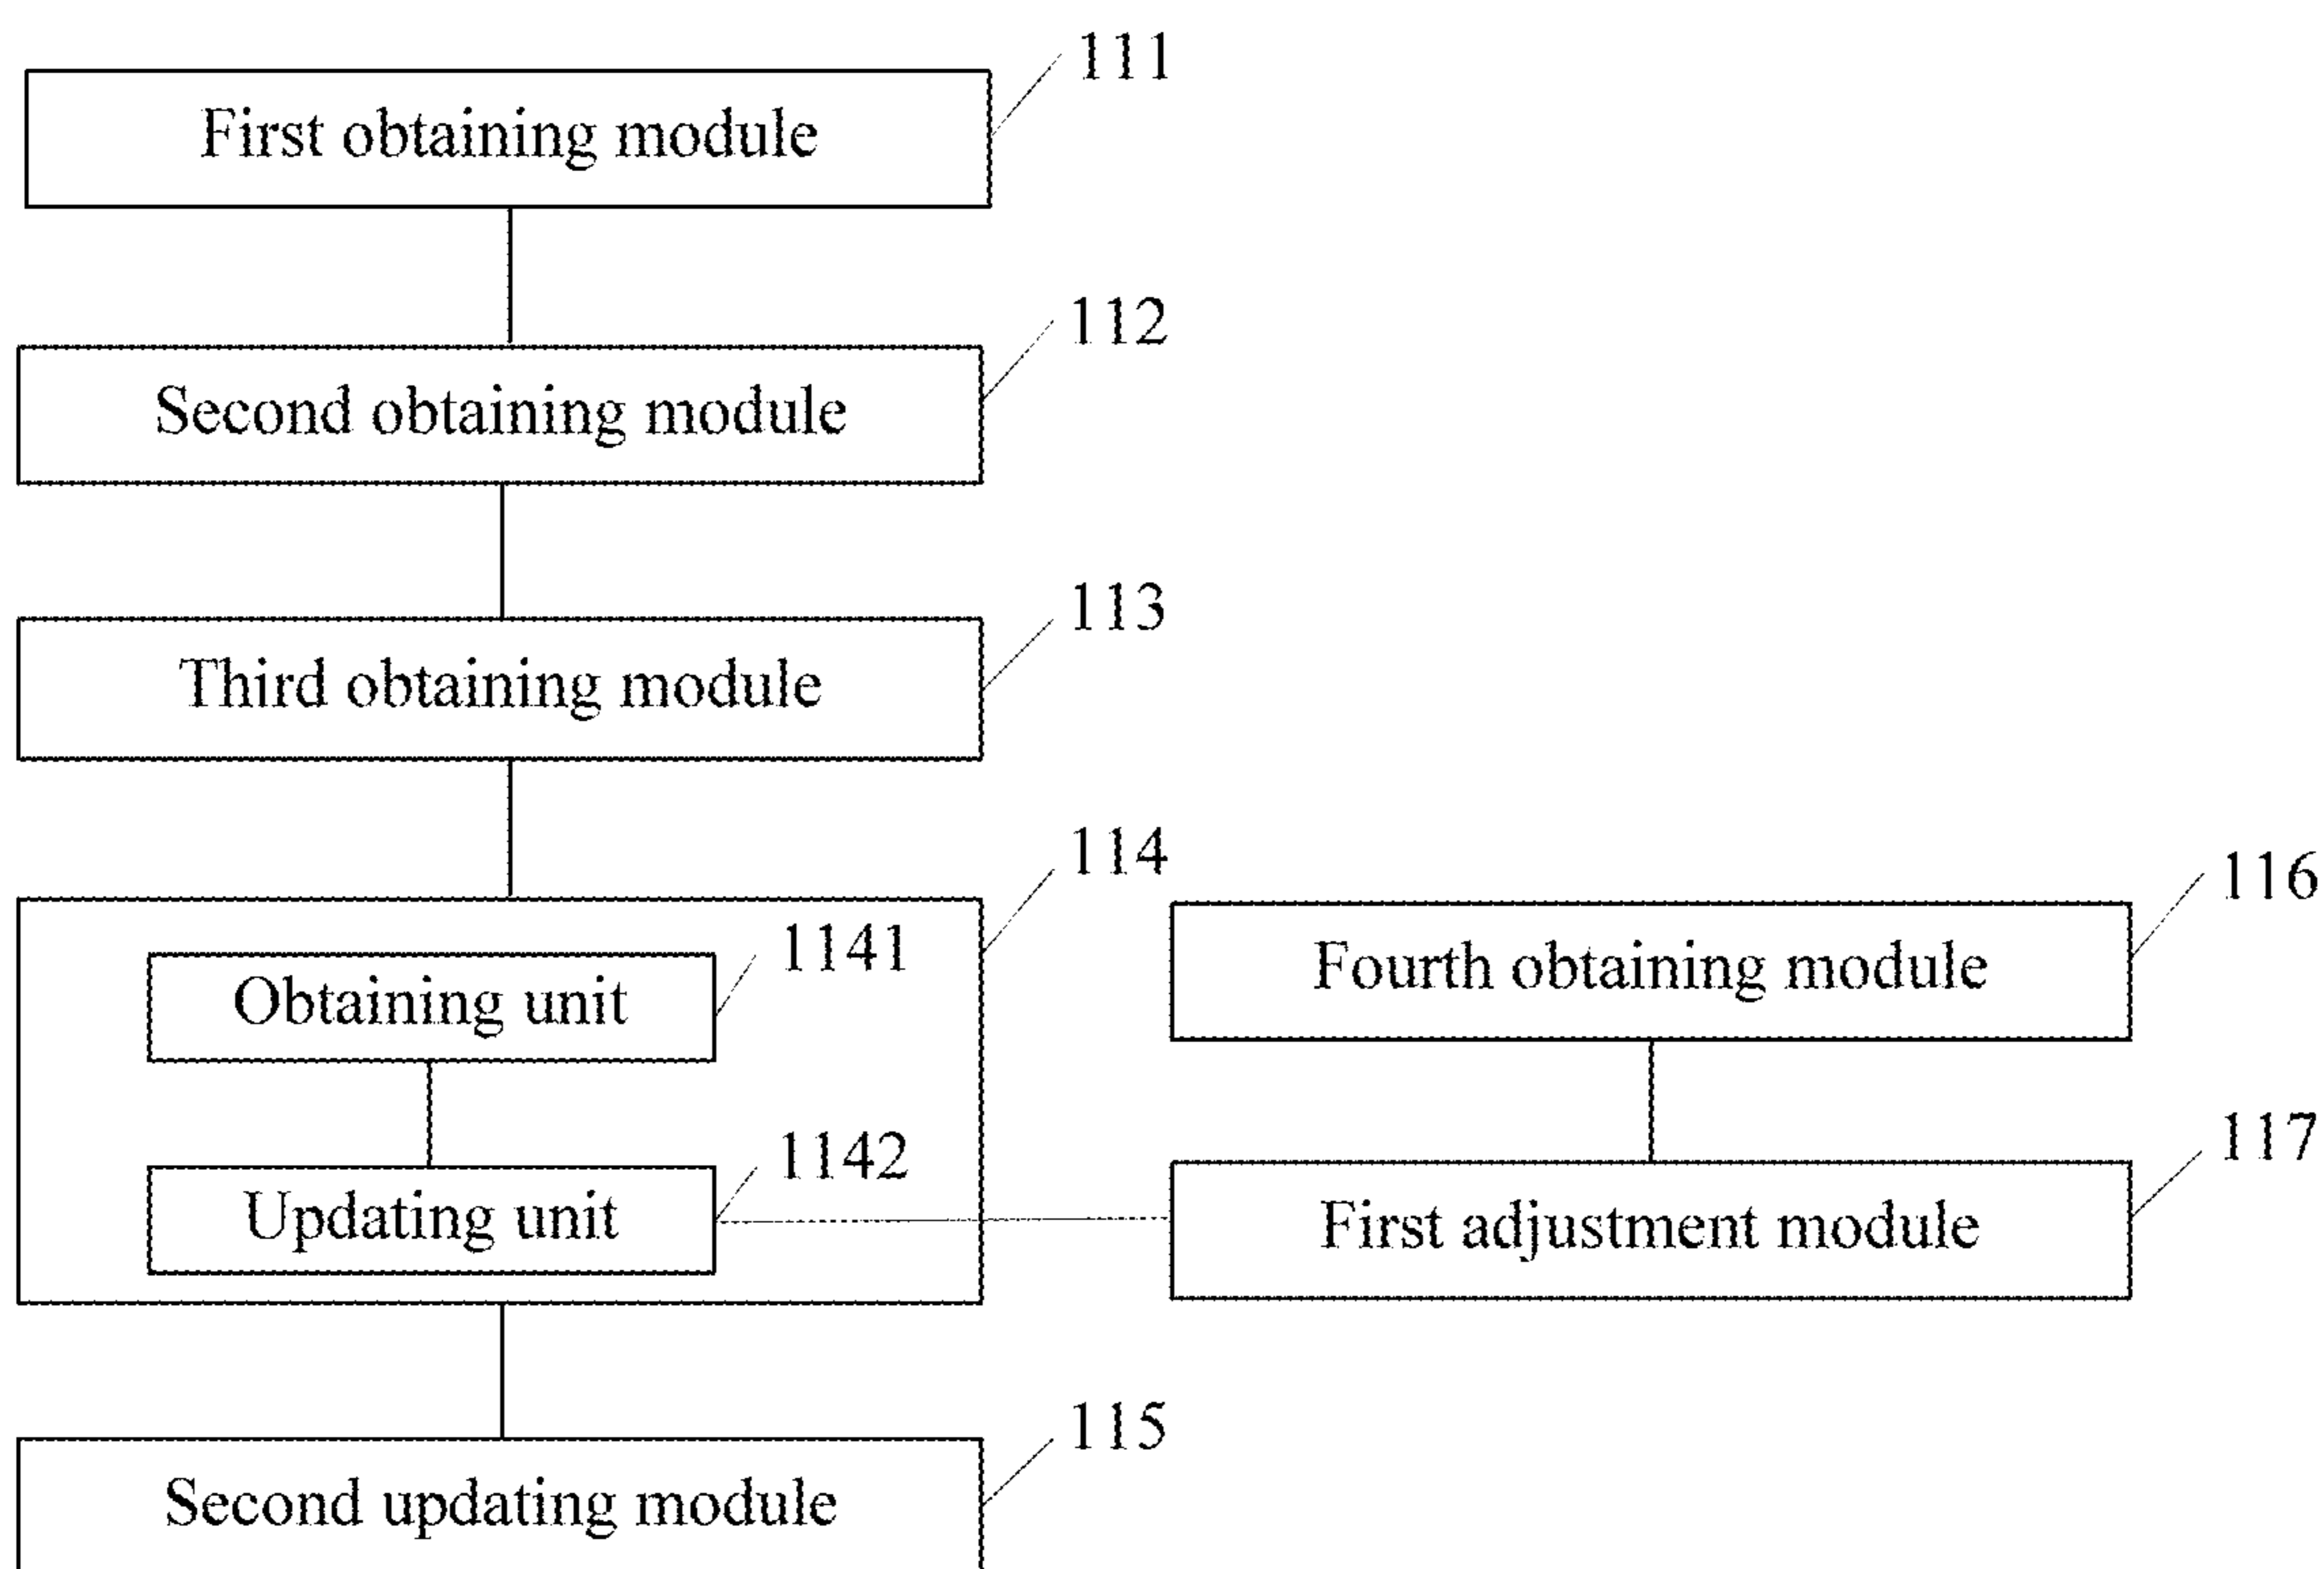 111
First obtaining module
112
Second obtaining module
113
Third obtaining module
114
1141
Obtaining unit
1142
Updating unit
116
Fourth obtaining module
117
First adjustment module
115
Second updating module